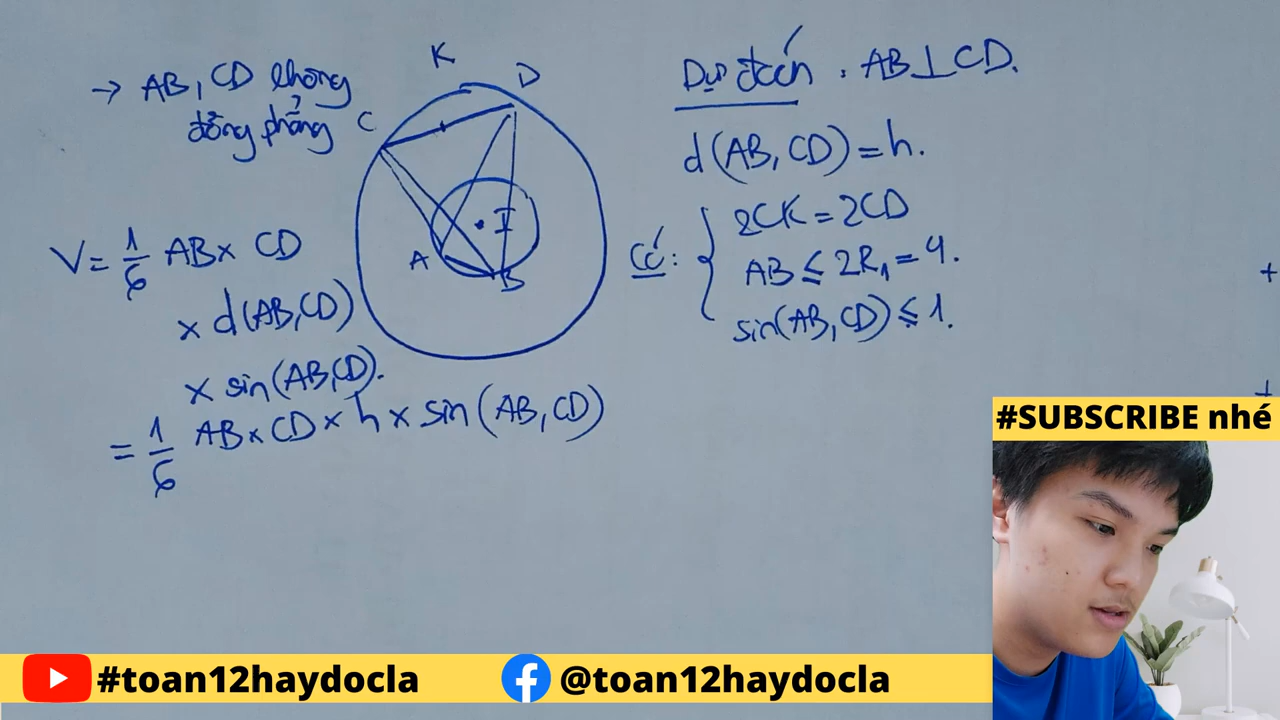 → AB, CD không
đồng phẳng
K
D
C
I
A
B
V = 1/6 AB × CD
× d(AB, CD)
× sin(AB, CD).
= 1/6 AB × CD × h × sin(AB, CD)
Dự đoán : AB ⊥ CD.
d(AB, CD) = h.
Có: { 2CK = 2CD
AB ≤ 2R₁ = 4.
sin(AB, CD) ≤ 1.
+
#SUBSCRIBE nhé
#toan12haydocla
@toan12haydocla